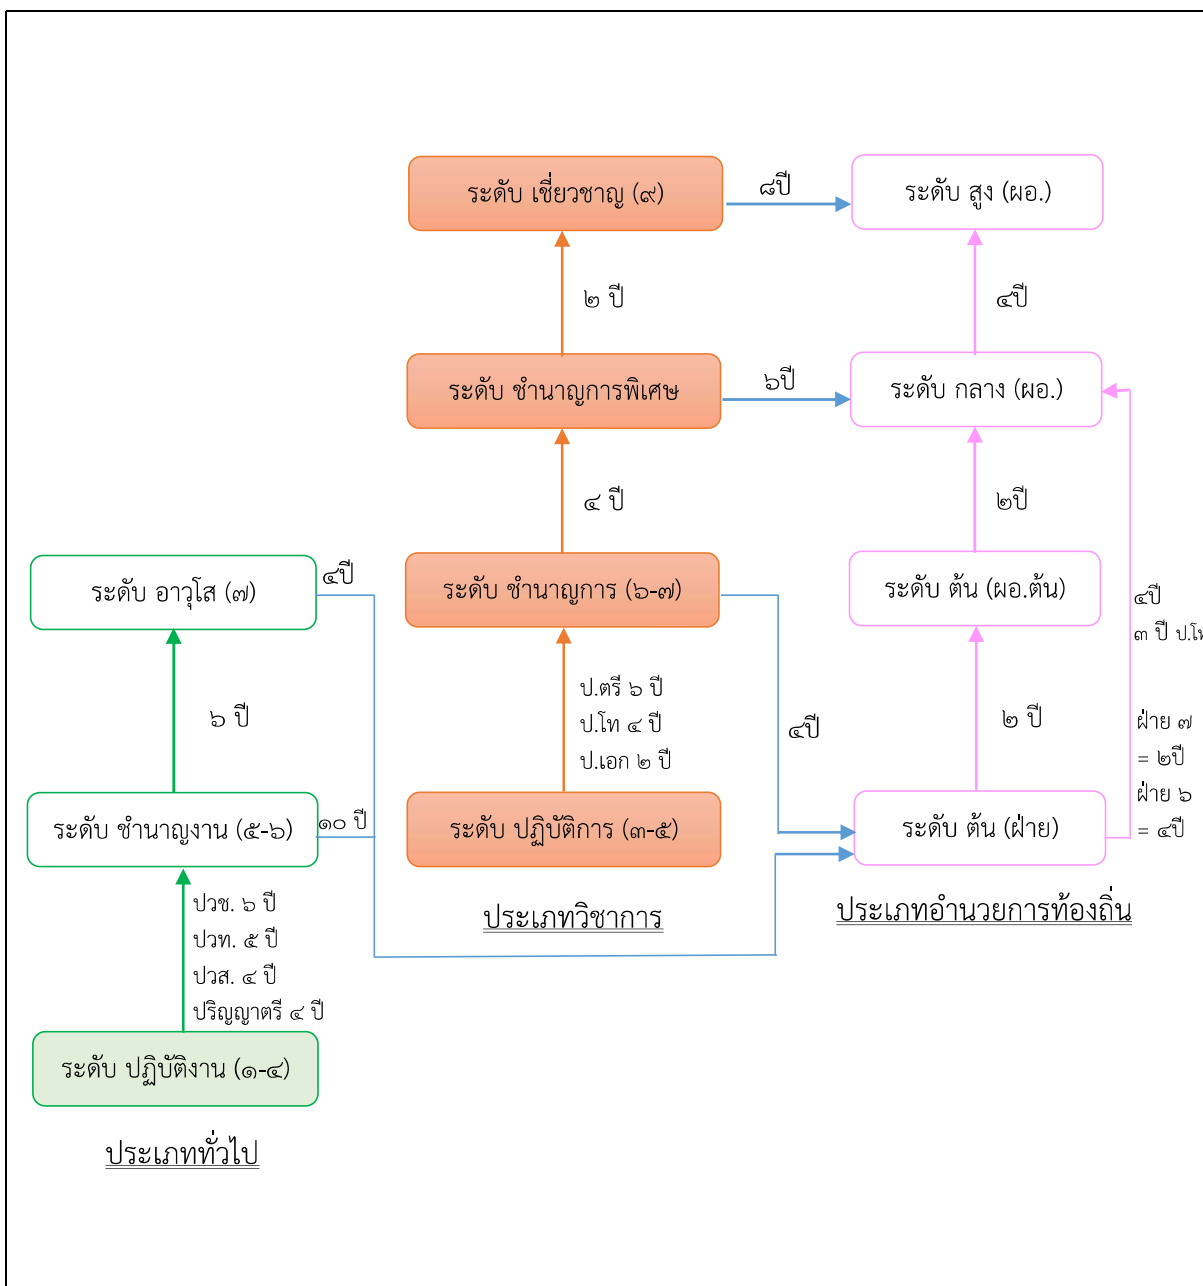 ระดับ เชี่ยวชาญ (๙)
๘ปี
ระดับ สูง (ผอ.)
๒ ปี
๔ปี
ระดับ ชำนาญการพิเศษ
๖ปี
ระดับ กลาง (ผอ.)
๔ ปี
๒ปี
ระดับ อาวุโส (๗)
๔ปี
ระดับ ชำนาญการ (๖-๗)
ระดับ ต้น (ผอ.ต้น)
๔ปี
๓ ปี ป.โท
๖ ปี
ป.ตรี ๖ ปี
ป.โท ๔ ปี
ป.เอก ๒ ปี
๔ปี
๒ ปี
ฝ่าย ๗
= ๒ปี
ฝ่าย ๖
= ๔ปี
ระดับ ชำนาญงาน (๕-๖)
๑๐ ปี
ระดับ ปฏิบัติการ (๓-๕)
ระดับ ต้น (ฝ่าย)
ปวช. ๖ ปี
ปวท. ๕ ปี
ปวส. ๔ ปี
ปริญญาตรี ๔ ปี
ประเภทวิชาการ
ประเภทอำนวยการท้องถิ่น
ระดับ ปฏิบัติงาน (๑-๔)
ประเภททั่วไป